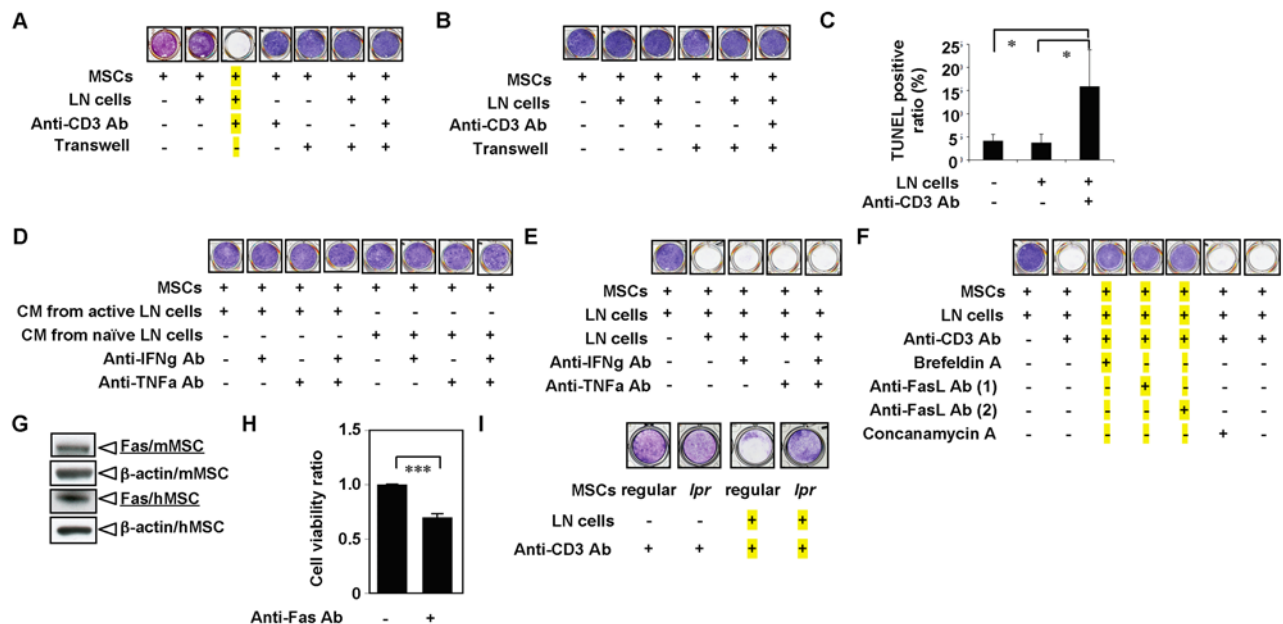 A
MSCs + + + + + + +
LN cells - + + - - + +
Anti-CD3 Ab - - + + - - +
Transwell - - - - + + +
B
MSCs + + + + + +
LN cells - + + - + +
Anti-CD3 Ab - - + - - +
Transwell - - - + + +
C
TUNEL positive ratio (%)
25
20
15
10
5
0
* *
LN cells - + +
Anti-CD3 Ab - - +
D
MSCs + + + + + + + +
CM from active LN cells + + + + - - - -
CM from naïve LN cells - - - - + + + +
Anti-IFNg Ab - + - + - + - +
Anti-TNFa Ab - - + + - - + +
E
MSCs + + + + +
LN cells + + + + +
LN cells - + + + +
Anti-IFNg Ab - - + - +
Anti-TNFa Ab - - - + +
F
MSCs + + + + + + +
LN cells + + + + + + +
Anti-CD3 Ab - + + + + + +
Brefeldin A - - + - - - -
Anti-FasL Ab (1) - - - + - - -
Anti-FasL Ab (2) - - - - + - -
Concanamycin A - - - - - + -
G
Fas/mMSC
β-actin/mMSC
Fas/hMSC
β-actin/hMSC
H
Cell viability ratio
1.5
1.0
0.5
0
***
Anti-Fas Ab - +
I
MSCs regular lpr regular lpr
LN cells - - + +
Anti-CD3 Ab + + + +